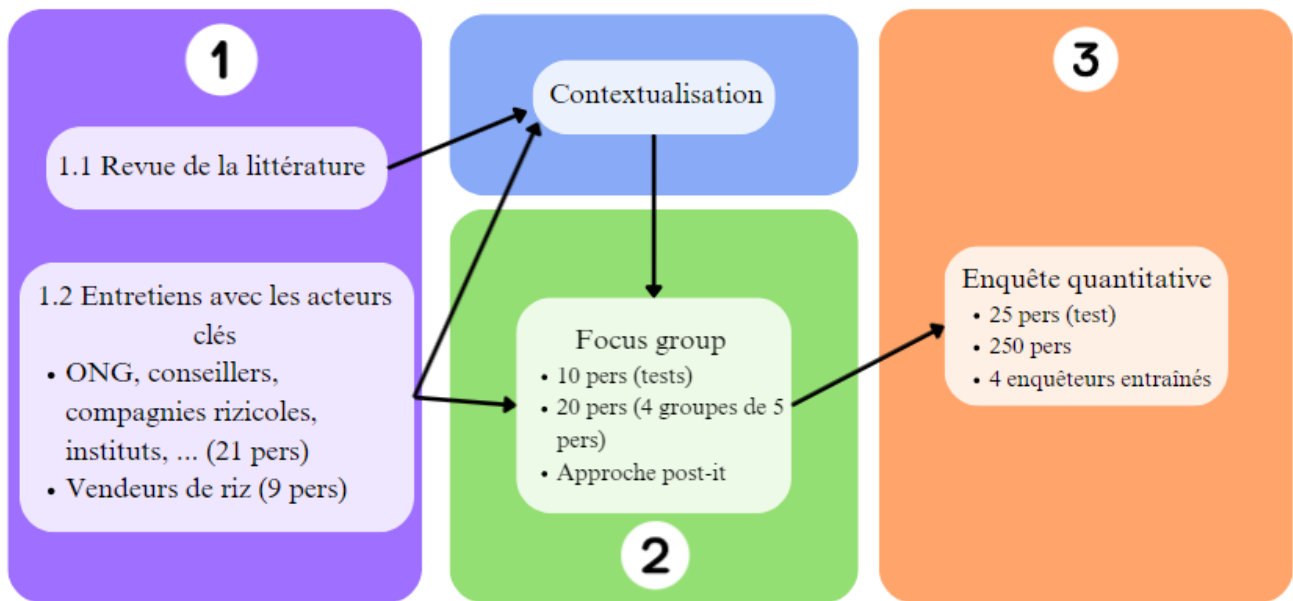 1
1.1 Revue de la littérature
1.2 Entretiens avec les acteurs
clés
• ONG, conseillers,
compagnies rizicoles,
instituts, ... (21 pers)
• Vendeurs de riz (9 pers)
Contextualisation
Focus group
• 10 pers (tests)
• 20 pers (4 groupes de 5
pers)
• Approche post-it
2
3
Enquête quantitative
• 25 pers (test)
• 250 pers
• 4 enquêteurs entraînés